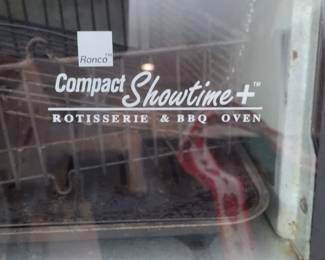 Ronco™
Compact Showtime+™
ROTISSERIE & BBQ OVEN